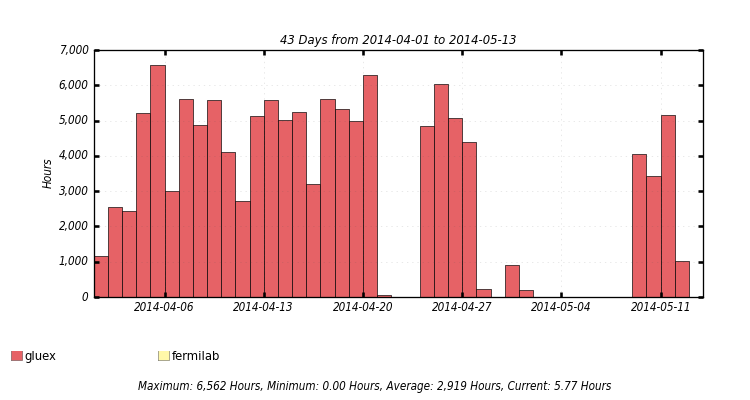 43 Days from 2014-04-01 to 2014-05-13
7,000
6,000
5,000
4,000
3,000
2,000
1,000
0
Hours
2014-04-06 2014-04-13 2014-04-20 2014-04-27 2014-05-04 2014-05-11
gluex fermilab
Maximum: 6,562 Hours, Minimum: 0.00 Hours, Average: 2,919 Hours, Current: 5.77 Hours